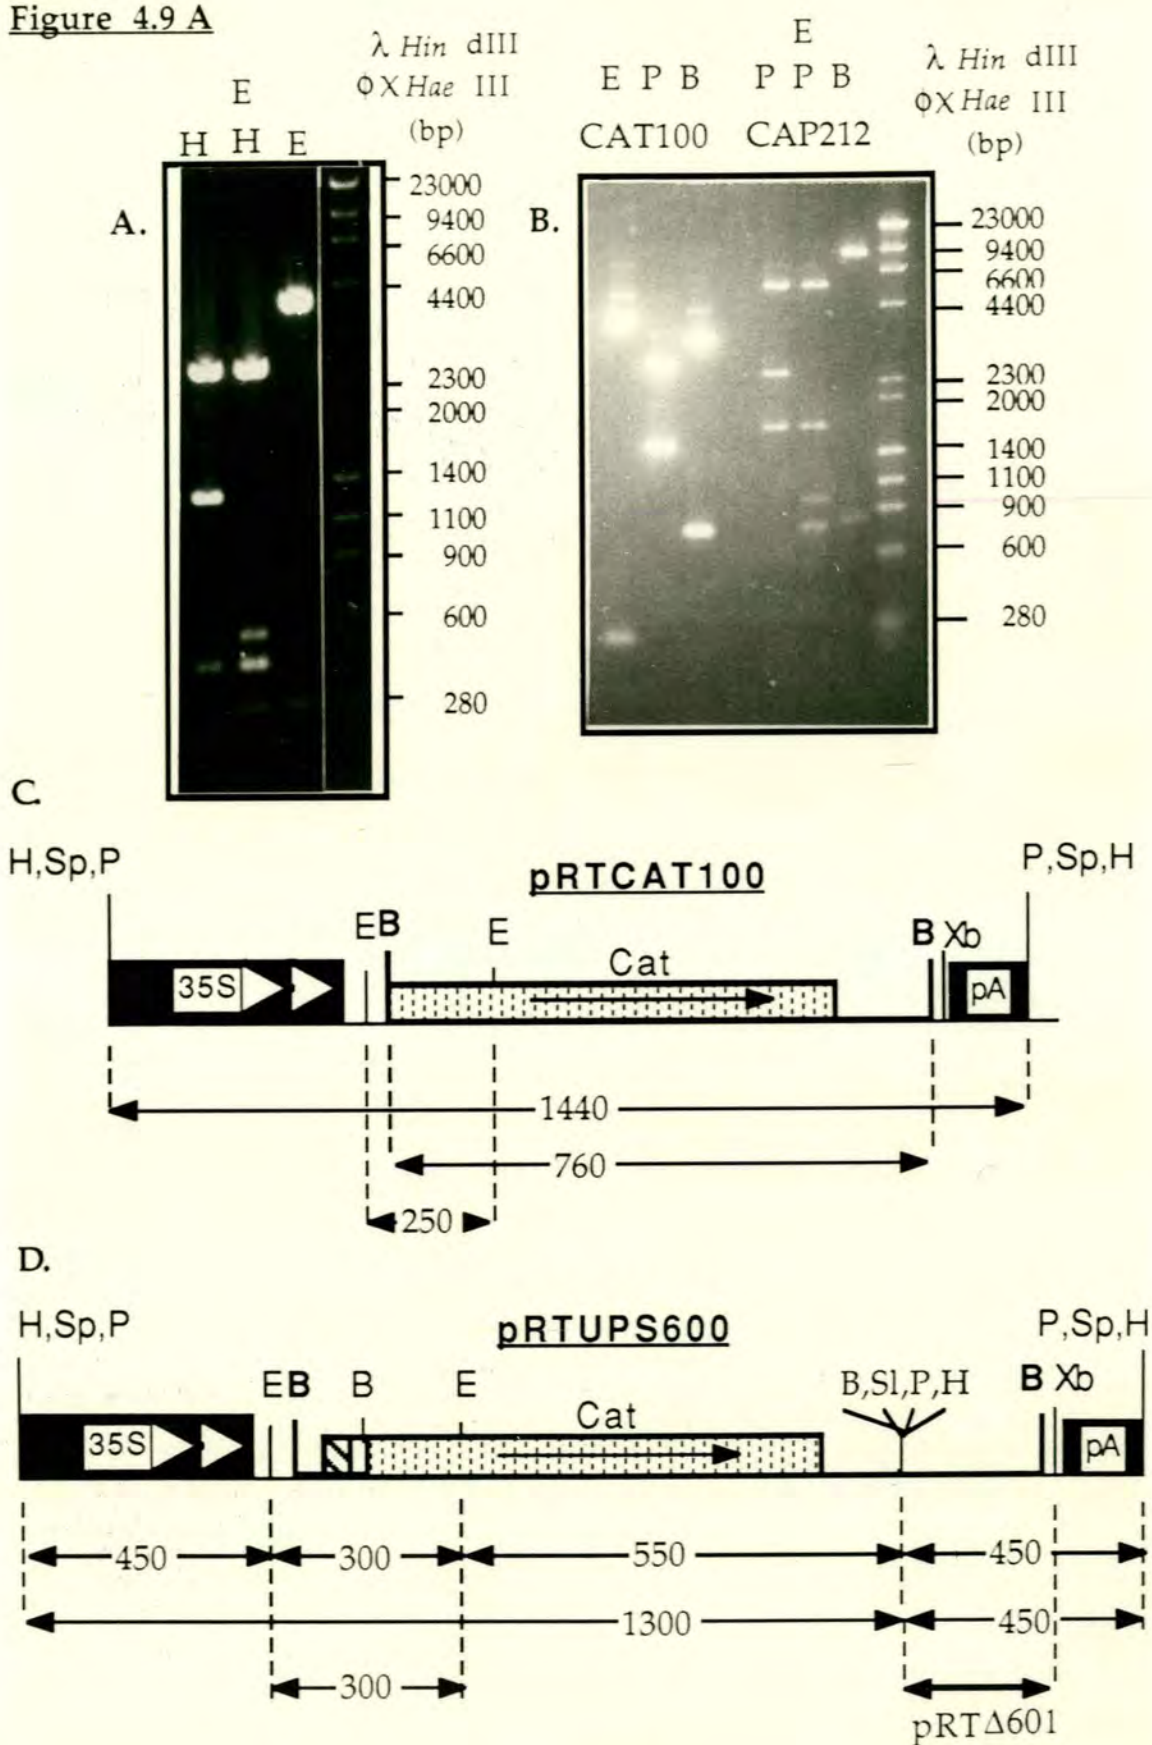 Figure 4.9 A
λ Hin dIII
φX Hae III
(bp)
E
H H E
A.
23000
9400
6600
4400
2300
2000
1400
1100
900
600
280
E
E P B P P B
CAT100 CAP212
λ Hin dIII
φX Hae III
(bp)
B.
23000
9400
6600
4400
2300
2000
1400
1100
900
600
280
C.
H,Sp,P
pRTCAT100
P,Sp,H
E B E Cat B Xb
35S pA
1440
760
250
D.
H,Sp,P
pRTUPS600
P,Sp,H
E B B E Cat B,Sl,P,H B Xb
35S pA
450 300 550 450
1300 450
300
pRTΔ601